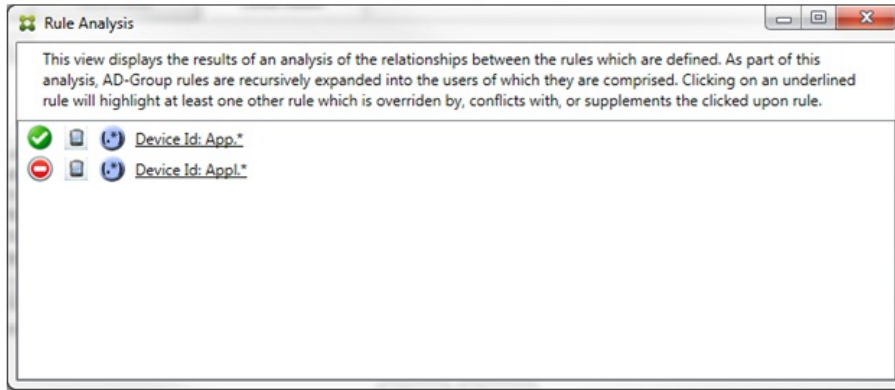 Rule Analysis
This view displays the results of an analysis of the relationships between the rules which are defined. As part of this
analysis, AD-Group rules are recursively expanded into the users of which they are comprised. Clicking on an underlined
rule will highlight at least one other rule which is overriden by, conflicts with, or supplements the clicked upon rule.
(.*) Device Id: App.*
(.*) Device Id: Appl.*